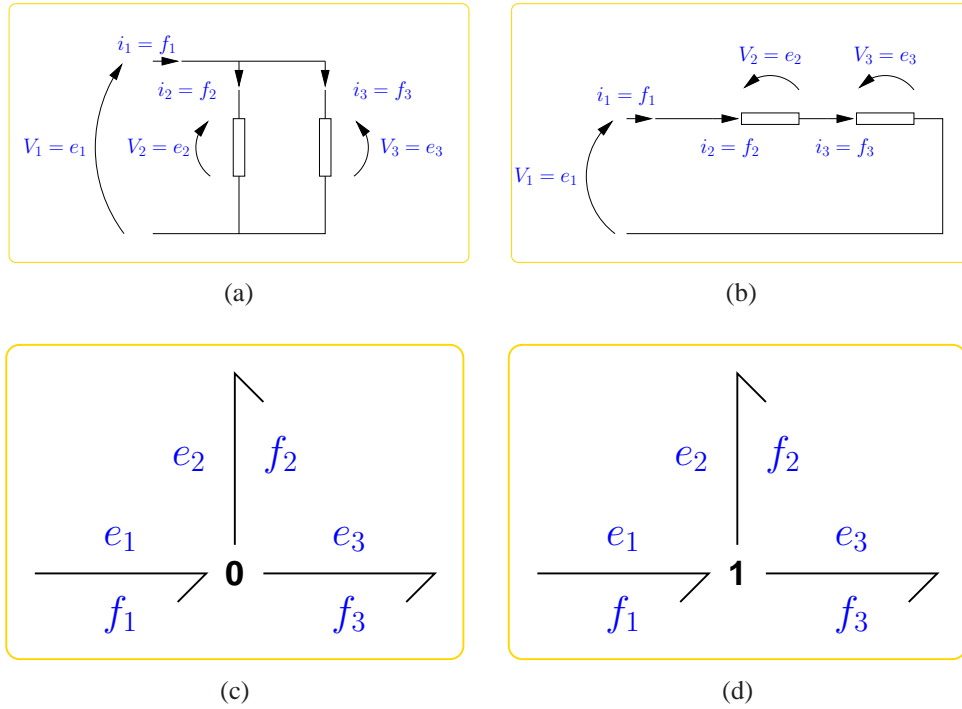 i₁ = f₁
i₂ = f₂
i₃ = f₃
V₁ = e₁
V₂ = e₂
V₃ = e₃
(a)
V₂ = e₂
V₃ = e₃
i₁ = f₁
i₂ = f₂
i₃ = f₃
V₁ = e₁
(b)
e₂
f₂
e₁
e₃
0
f₁
f₃
(c)
e₂
f₂
e₁
e₃
1
f₁
f₃
(d)